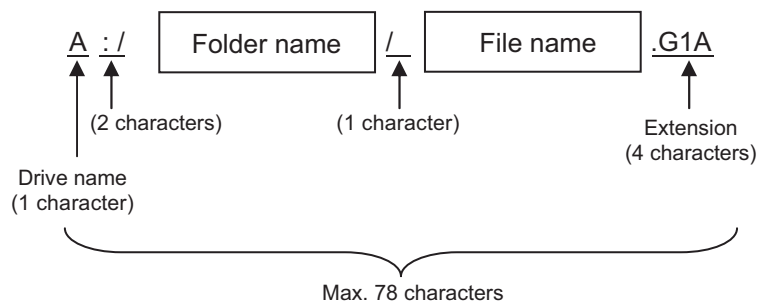 A :/ Folder name / File name .G1A
(2 characters) (1 character) Extension
(4 characters)
Drive name
(1 character)
Max. 78 characters